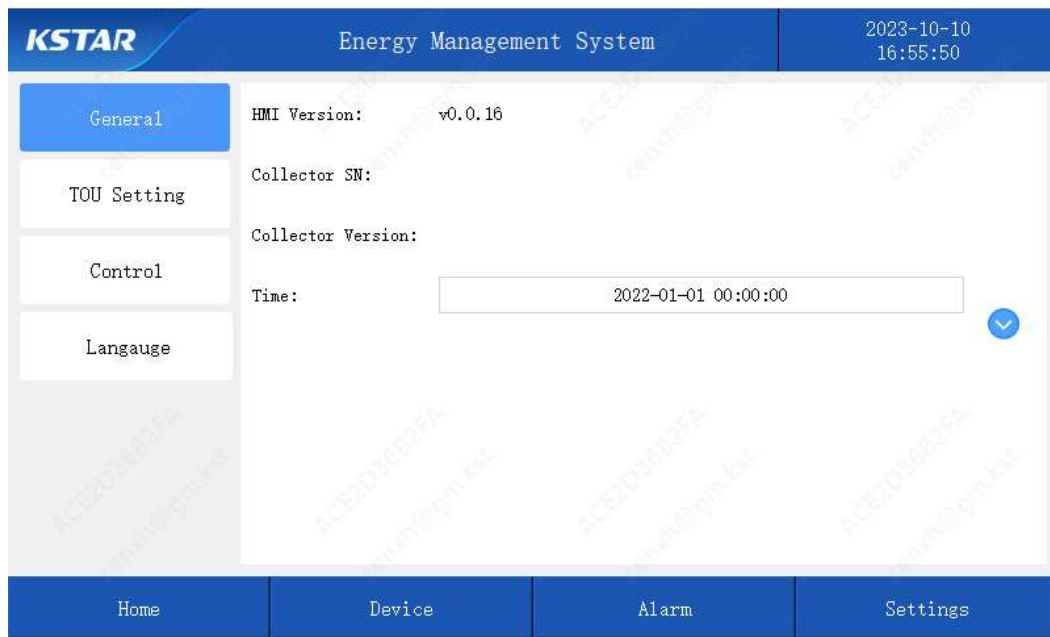 KSTAR
Energy Management System
2023-10-10
16:55:50
General
TOU Setting
Control
Langauge
HMI Version: v0.0.16
Collector SN:
Collector Version:
Time: 2022-01-01 00:00:00
Home
Device
Alarm
Settings